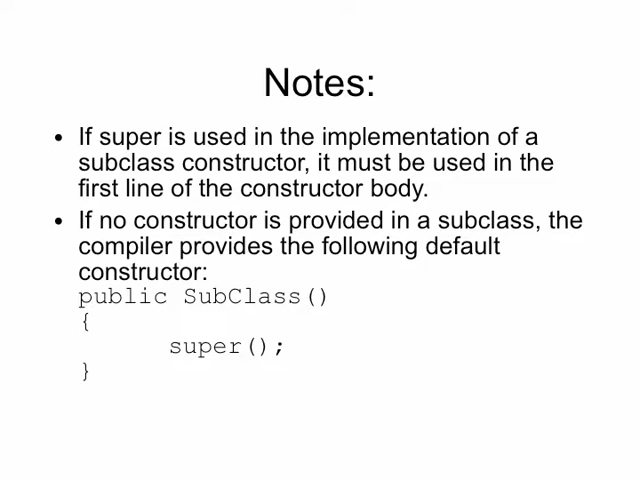 Notes:
• If super is used in the implementation of a
subclass constructor, it must be used in the
first line of the constructor body.
• If no constructor is provided in a subclass, the
compiler provides the following default
constructor:
public SubClass()
{
super();
}